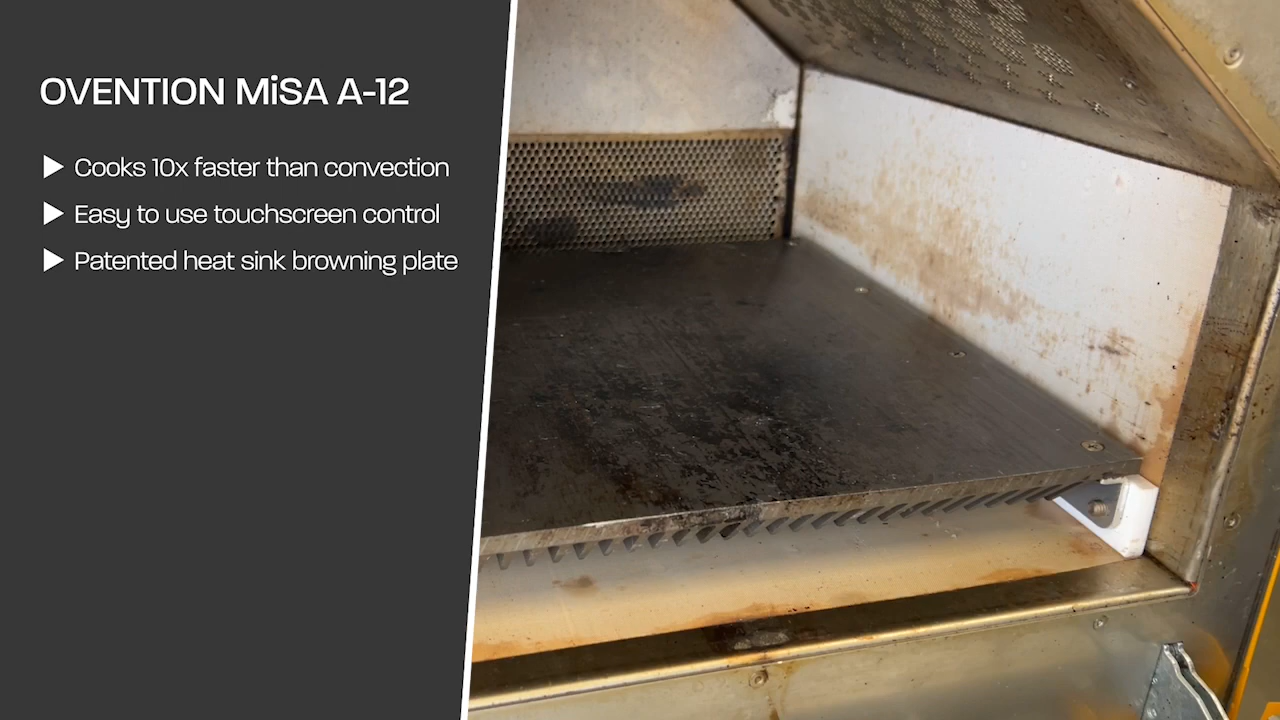 OVENTION MiSA A-12
Cooks 10x faster than convection
Easy to use touchscreen control
Patented heat sink browning plate